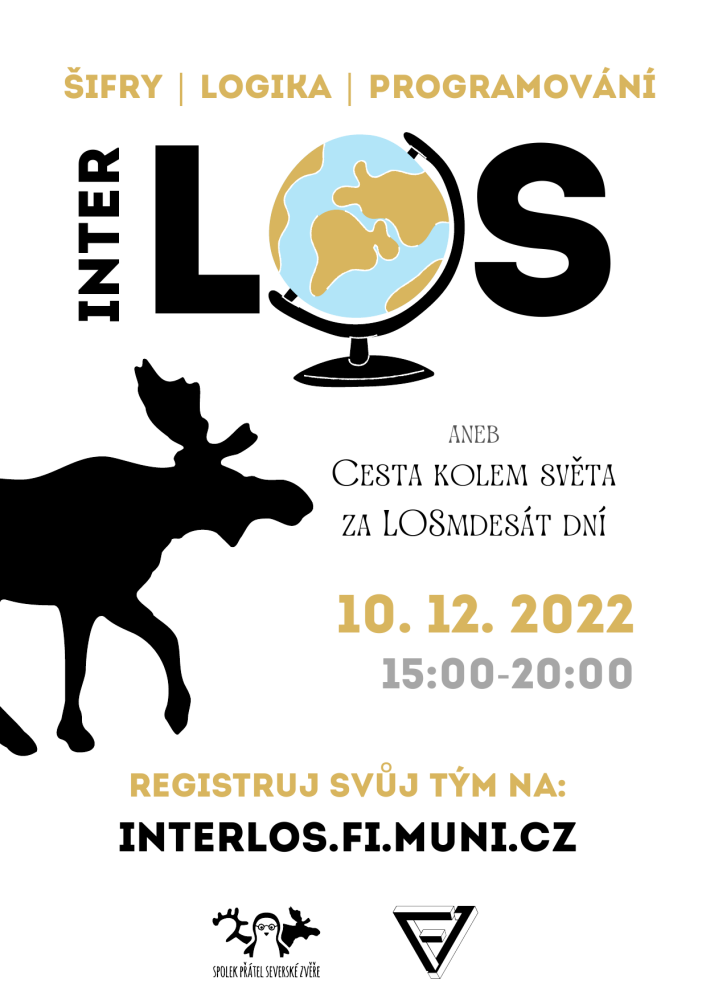 ŠIFRY | LOGIKA | PROGRAMOVÁNÍ
INTER
LOS
ANEB
CESTA KOLEM SVĚTA
ZA LOSMDESÁT DNÍ
10. 12. 2022
15:00-20:00
REGISTRUJ SVŮJ TÝM NA:
INTERLOS.FI.MUNI.CZ
SPOLEK PŘÁTEL SEVERSKÉ ZVĚŘE